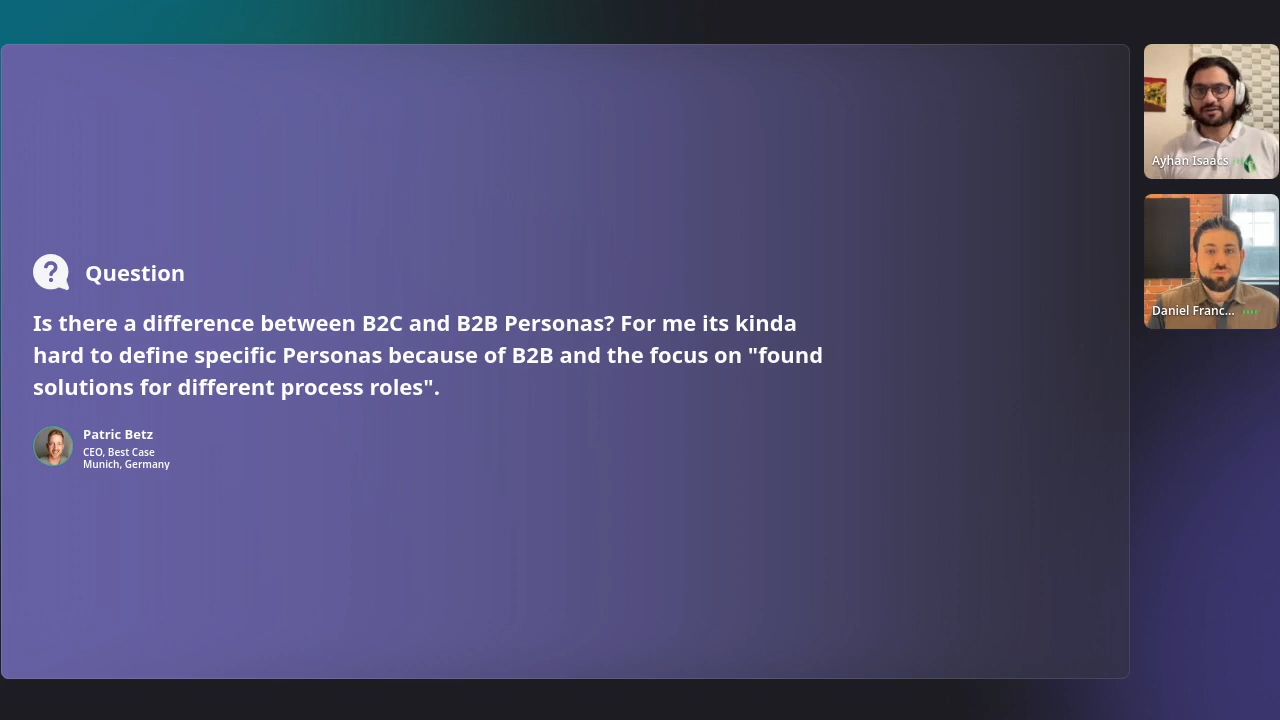 Question
Is there a difference between B2C and B2B Personas? For me its kinda
hard to define specific Personas because of B2B and the focus on "found
solutions for different process roles".
Patric Betz
CEO, Best Case
Munich, Germany
Ayhan Isaacs
Daniel Franc...